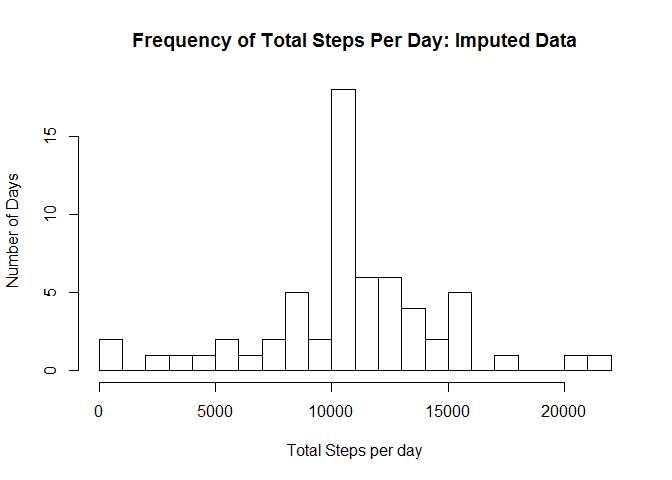 Frequency of Total Steps Per Day: Imputed Data
Number of Days
15
10
5
0
0 5000 10000 15000 20000
Total Steps per day